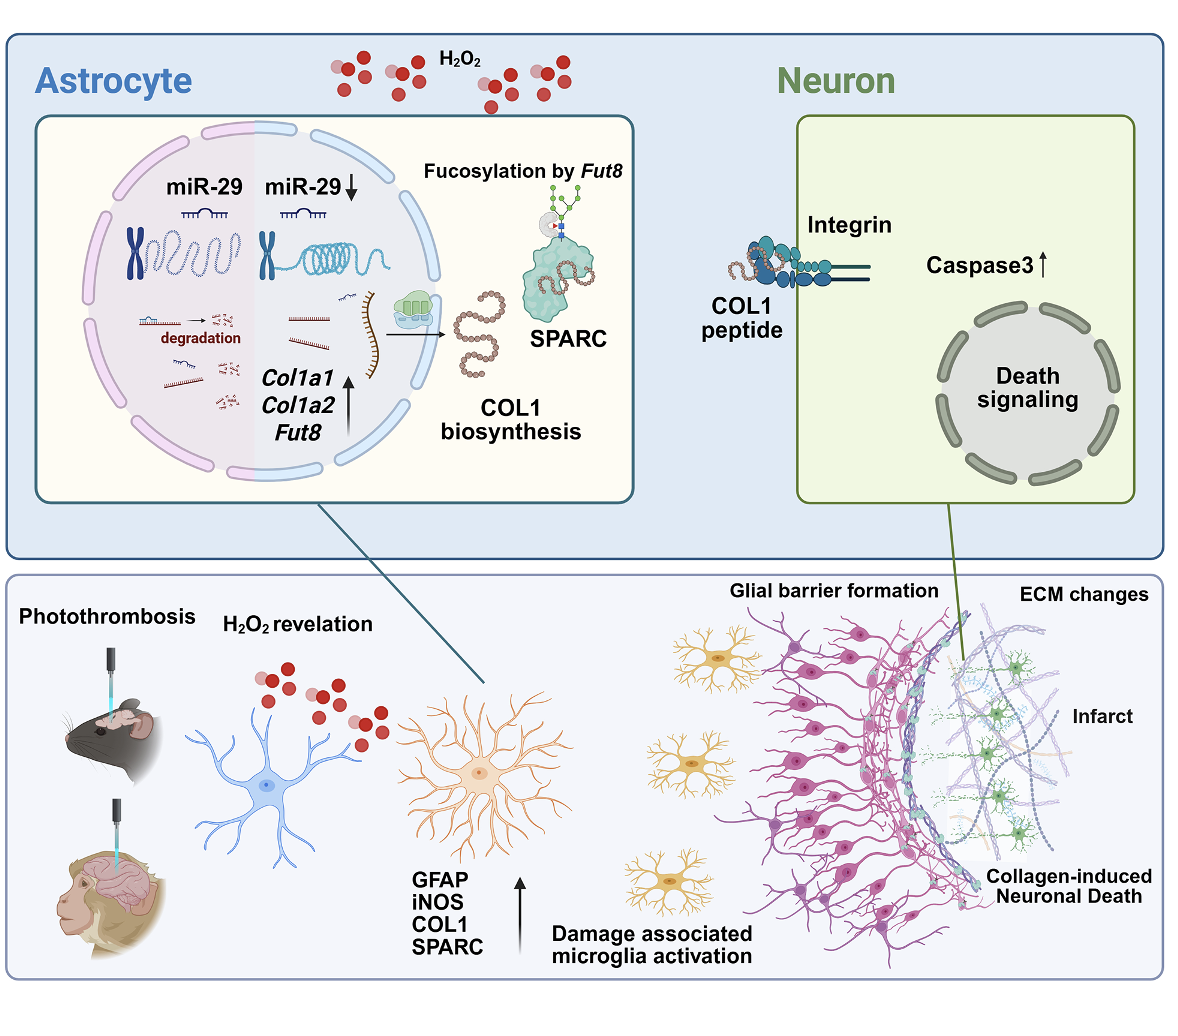 H₂O₂
Astrocyte
Neuron
Fucosylation by Fut8
miR-29
miR-29
Integrin
Caspase3
COL1
peptide
degradation
SPARC
Death
signaling
Col1a1
Col1a2
Fut8
COL1
biosynthesis
Glial barrier formation
ECM changes
Photothrombosis
H₂O₂ revelation
Infarct
GFAP
iNOS
COL1
SPARC
Damage associated
microglia activation
Collagen-induced
Neuronal Death